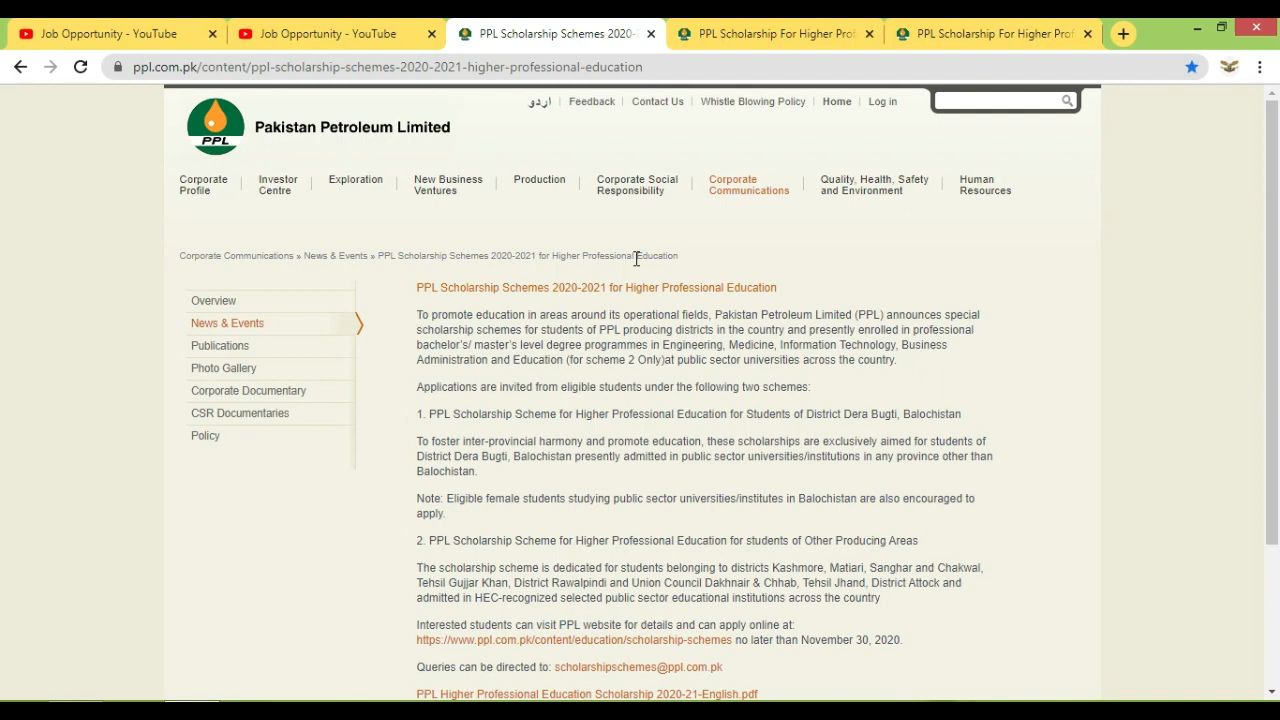 Job Opportunity - YouTube
Job Opportunity - YouTube
PPL Scholarship Schemes 2020-
PPL Scholarship For Higher Prof
PPL Scholarship For Higher Prof
ppl.com.pk/content/ppl-scholarship-schemes-2020-2021-higher-professional-education
اردو
Feedback
Contact Us
Whistle Blowing Policy
Home
Log in
PPL
Pakistan Petroleum Limited
Corporate Profile
Investor Centre
Exploration
New Business Ventures
Production
Corporate Social Responsibility
Corporate Communications
Quality, Health, Safety and Environment
Human Resources
Corporate Communications » News & Events » PPL Scholarship Schemes 2020-2021 for Higher Professional Education
Overview
News & Events
Publications
Photo Gallery
Corporate Documentary
CSR Documentaries
Policy
PPL Scholarship Schemes 2020-2021 for Higher Professional Education
To promote education in areas around its operational fields, Pakistan Petroleum Limited (PPL) announces special
scholarship schemes for students of PPL producing districts in the country and presently enrolled in professional
bachelor's/ master's level degree programmes in Engineering, Medicine, Information Technology, Business
Administration and Education (for scheme 2 Only)at public sector universities across the country.
Applications are invited from eligible students under the following two schemes:
1. PPL Scholarship Scheme for Higher Professional Education for Students of District Dera Bugti, Balochistan
To foster inter-provincial harmony and promote education, these scholarships are exclusively aimed for students of
District Dera Bugti, Balochistan presently admitted in public sector universities/institutions in any province other than
Balochistan.
Note: Eligible female students studying public sector universities/institutes in Balochistan are also encouraged to
apply.
2. PPL Scholarship Scheme for Higher Professional Education for students of Other Producing Areas
The scholarship scheme is dedicated for students belonging to districts Kashmore, Matiari, Sanghar and Chakwal,
Tehsil Gujjar Khan, District Rawalpindi and Union Council Dakhnair & Chhab, Tehsil Jhand, District Attock and
admitted in HEC-recognized selected public sector educational institutions across the country
Interested students can visit PPL website for details and can apply online at:
https://www.ppl.com.pk/content/education/scholarship-schemes no later than November 30, 2020.
Queries can be directed to: scholarshipschemes@ppl.com.pk
PPL Higher Professional Education Scholarship 2020-21-English.pdf